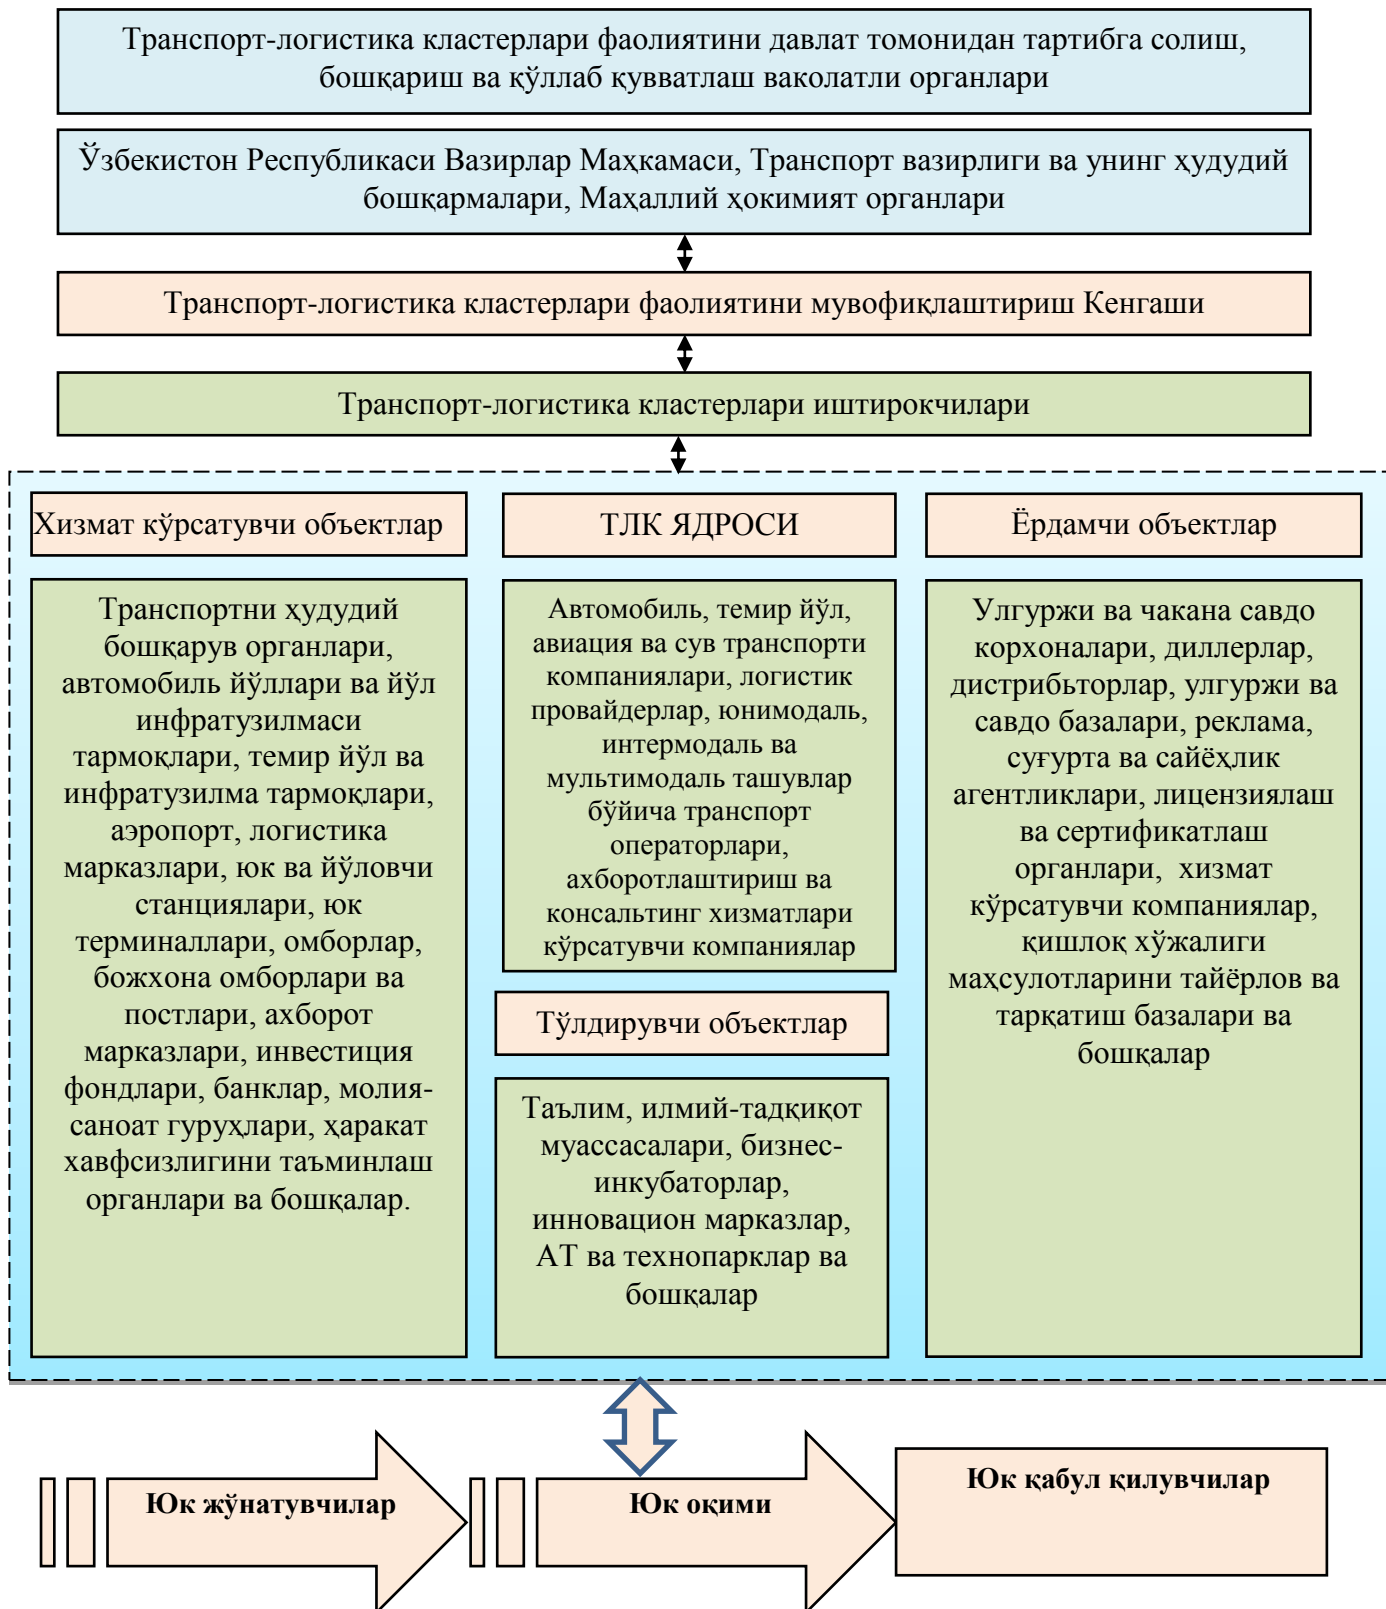 Транспорт-логистика кластерлари фаолиятини давлат томонидан тартибга солиш,
бошқариш ва қўллаб қувватлаш ваколатли органлари
Ўзбекистон Республикаси Вазирлар Маҳкамаси, Транспорт вазирлиги ва унинг ҳудудий
бошқармалари, Маҳаллий ҳокимият органлари
Транспорт-логистика кластерлари фаолиятини мувофиқлаштириш Кенгаши
Транспорт-логистика кластерлари иштирокчилари
Хизмат кўрсатувчи объектлар
Транспортни ҳудудий
бошқарув органлари,
автомобиль йўллари ва йўл
инфратузилмаси
тармоқлари, темир йўл ва
инфратузилма тармоқлари,
аэропорт, логистика
марказлари, юк ва йўловчи
станциялари, юк
терминаллари, омборлар,
божхона омборлари ва
постлари, ахборот
марказлари, инвестиция
фондлари, банклар, молия-
саноат гуруҳлари, ҳаракат
хавфсизлигини таъминлаш
органлари ва бошқалар.
ТЛК ЯДРОСИ
Автомобиль, темир йўл,
авиация ва сув транспорти
компаниялари, логистик
провайдерлар, юнимодаль,
интермодаль ва
мультимодаль ташувлар
бўйича транспорт
операторлари,
ахборотлаштириш ва
консальтинг хизматлари
кўрсатувчи компаниялар
Тўлдирувчи объектлар
Таълим, илмий-тадқиқот
муассасалари, бизнес-
инкубаторлар,
инновацион марказлар,
АТ ва технопарклар ва
бошқалар
Ёрдамчи объектлар
Улгуржи ва чакана савдо
корхоналари, диллерлар,
дистрибьторлар, улгуржи ва
савдо базалари, реклама,
суғурта ва сайёҳлик
агентликлари, лицензиялаш
ва сертификатлаш
органлари, хизмат
кўрсатувчи компаниялар,
қишлоқ хўжалиги
маҳсулотларини тайёрлов ва
тарқатиш базалари ва
бошқалар
Юк жўнатувчилар
Юк оқими
Юк қабул қилувчилар